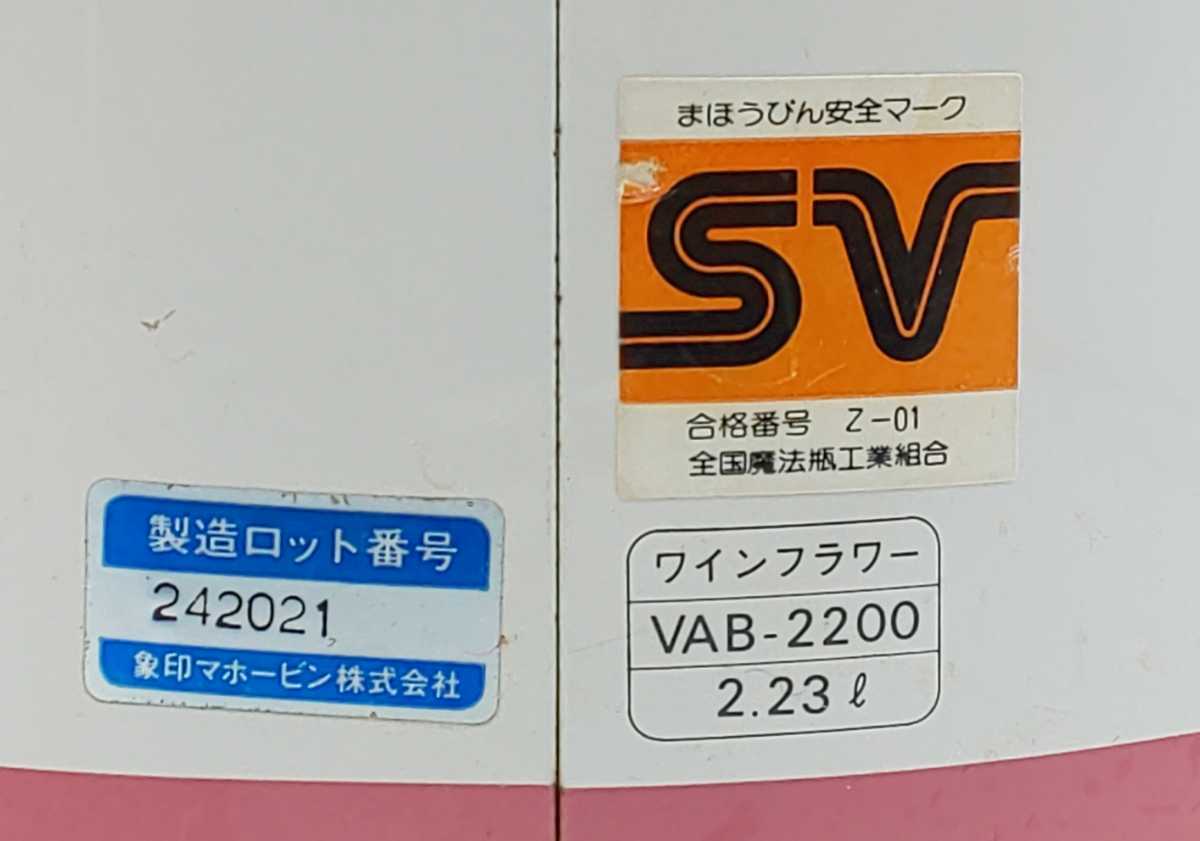 まほうびん安全マーク
SV
合格番号 Z-01
全国魔法瓶工業組合
製造ロット番号
242021
象印マホービン株式会社
ワインフラワー
VAB-2200
2.23ℓ